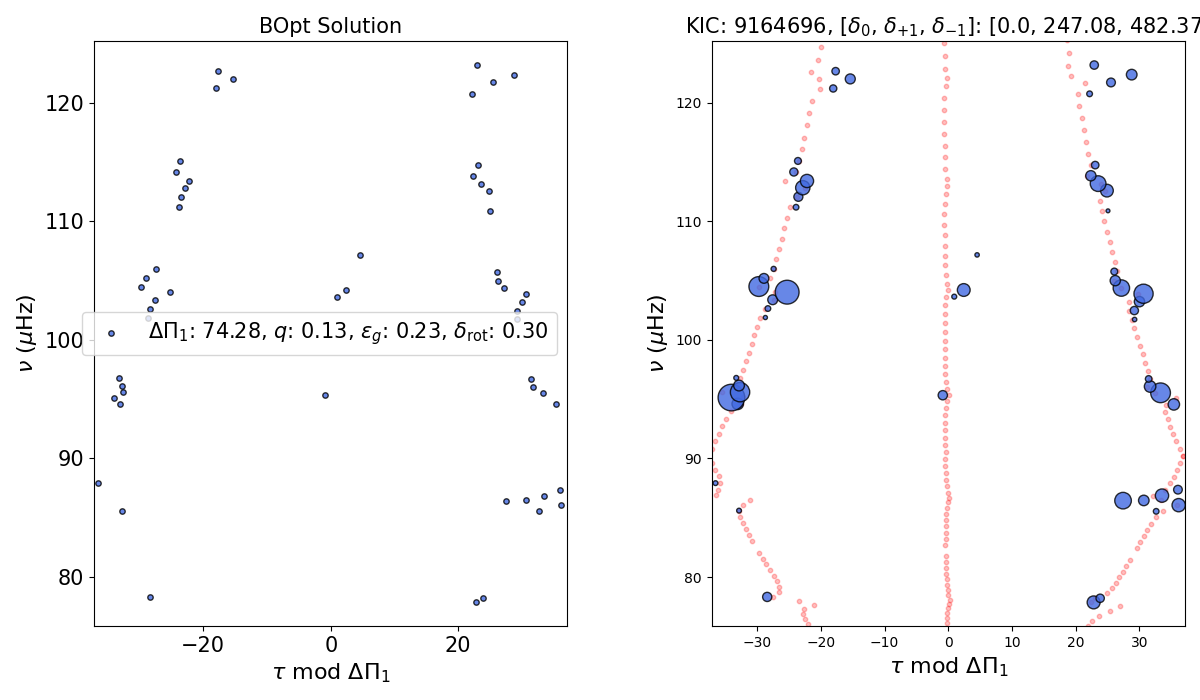 BOpt Solution
ν (μHz)
120
110
100
90
80
ΔΠ₁: 74.28, q: 0.13, ε_g: 0.23, δ_rot: 0.30
−20
0
20
τ mod ΔΠ₁
KIC: 9164696, [δ₀, δ₊₁, δ₋₁]: [0.0, 247.08, 482.37
ν (μHz)
120
110
100
90
80
−30
−20
−10
0
10
20
30
τ mod ΔΠ₁